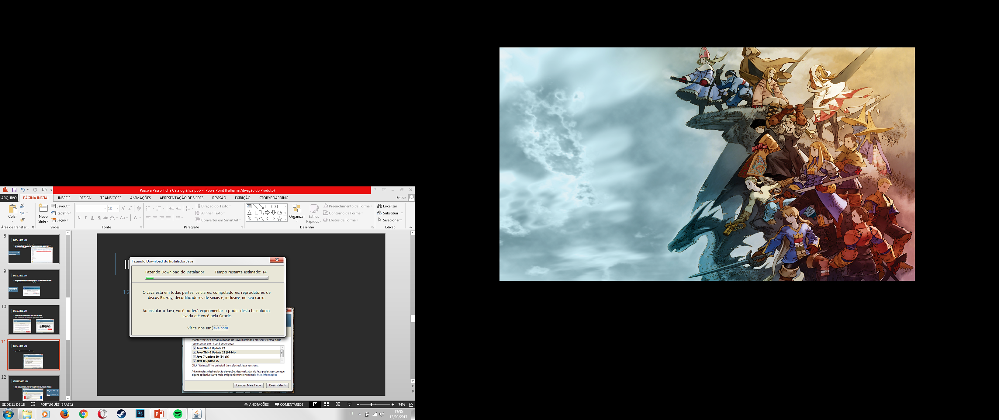 Passo a Passo Ficha Catalográfica.pptx - PowerPoint (Falha na Ativação do Produto)
ARQUIVO PÁGINA INICIAL INSERIR DESIGN TRANSIÇÕES ANIMAÇÕES APRESENTAÇÃO DE SLIDES REVISÃO EXIBIÇÃO STORYBOARDING Entrar
Colar
Novo Slide
Layout
Redefinir
Seção
18
N I S S abc AV Aa A
Direção do Texto
Alinhar Texto
Converter em SmartArt
Organizar
Estilos Rápidos
Preenchimento da Forma
Contorno da Forma
Efeitos de Forma
Localizar
Substituir
Selecionar
Área de Transfer... Slides Fonte Parágrafo Desenho Edição
8
INSTALANDO JAVA
9
INSTALANDO JAVA
10
INSTALANDO JAVA
3 Billion
11
INSTALANDO JAVA
12
ATUALIZANDO JAVA
Fazendo Download do Instalador Java
Fazendo Download do Instalador Tempo restante estimado: 14
O Java está em todas partes: celulares, computadores, reprodutores de
discos Blu-ray, decodificadores de sinais e, inclusive, no seu carro.
Ao instalar o Java, você poderá experimentar o poder desta tecnologia,
levada até você pela Oracle.
Visite-nos em java.com
12
Manter versões desatualizadas do Java instaladas em seu sistema pode
representar um risco à segurança.
Java(TM) 6 Update 22
Java(TM) 6 Update 22 (64-bit)
Java 7 Update 80 (64-bit)
Java 8 Update 25
Click "Uninstall" to uninstall the selected Java versions.
Advertência: a desinstalação de versões desatualizadas do Java pode fazer com que
alguns aplicativos Java mais antigos não funcionem mais. Mais informações
Lembrar Mais Tarde Desinstalar >
SLIDE 11 DE 18 PORTUGUÊS (BRASIL) ANOTAÇÕES COMENTÁRIOS 74%
Ps
PT
13:50
13/03/2017